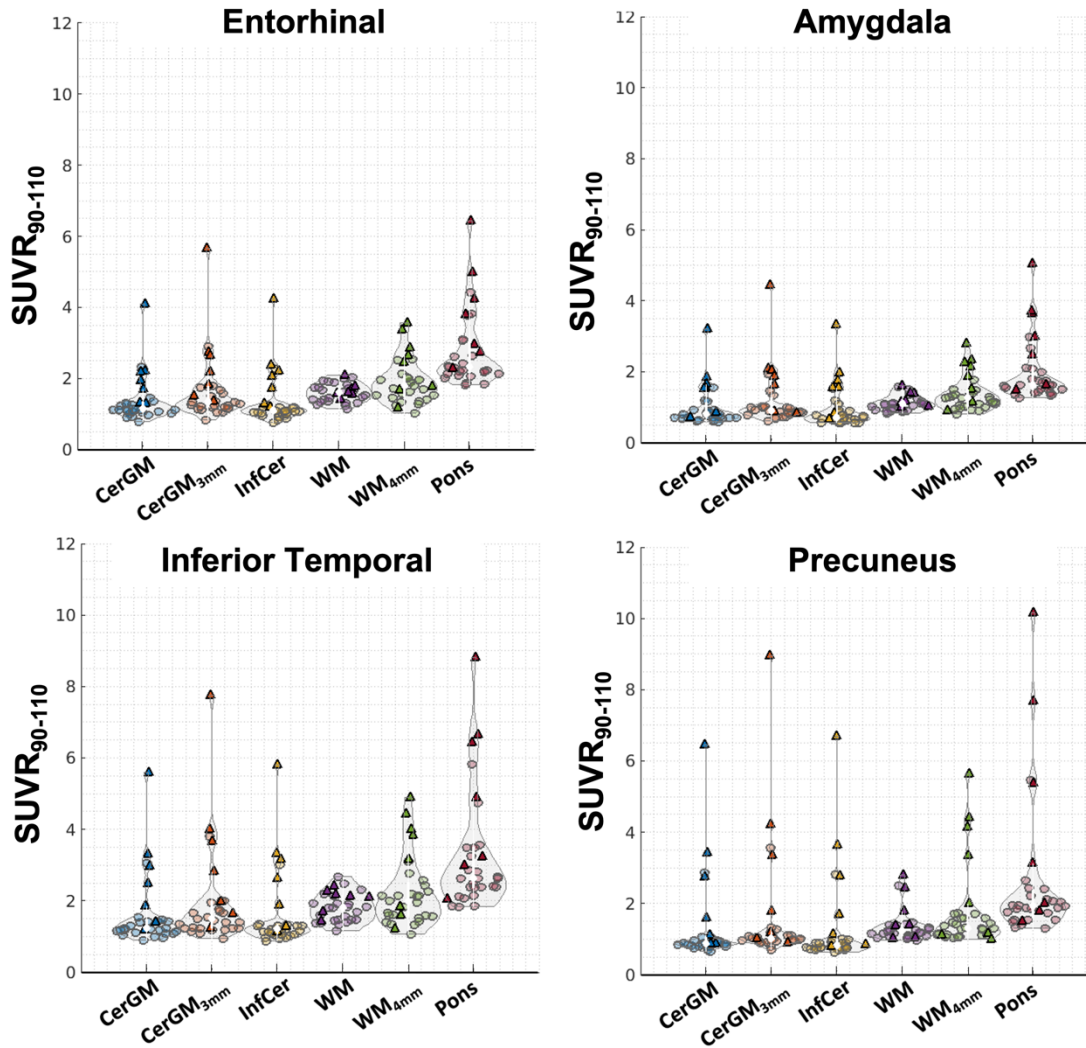 Entorhinal
12
10
8
6
4
2
0
SUVR90-110
CerGM
CerGM3mm
InfCer
WM
WM4mm
Pons
Amygdala
12
10
8
6
4
2
0
SUVR90-110
CerGM
CerGM3mm
InfCer
WM
WM4mm
Pons
Inferior Temporal
12
10
8
6
4
2
0
SUVR90-110
CerGM
CerGM3mm
InfCer
WM
WM4mm
Pons
Precuneus
12
10
8
6
4
2
0
SUVR90-110
CerGM
CerGM3mm
InfCer
WM
WM4mm
Pons